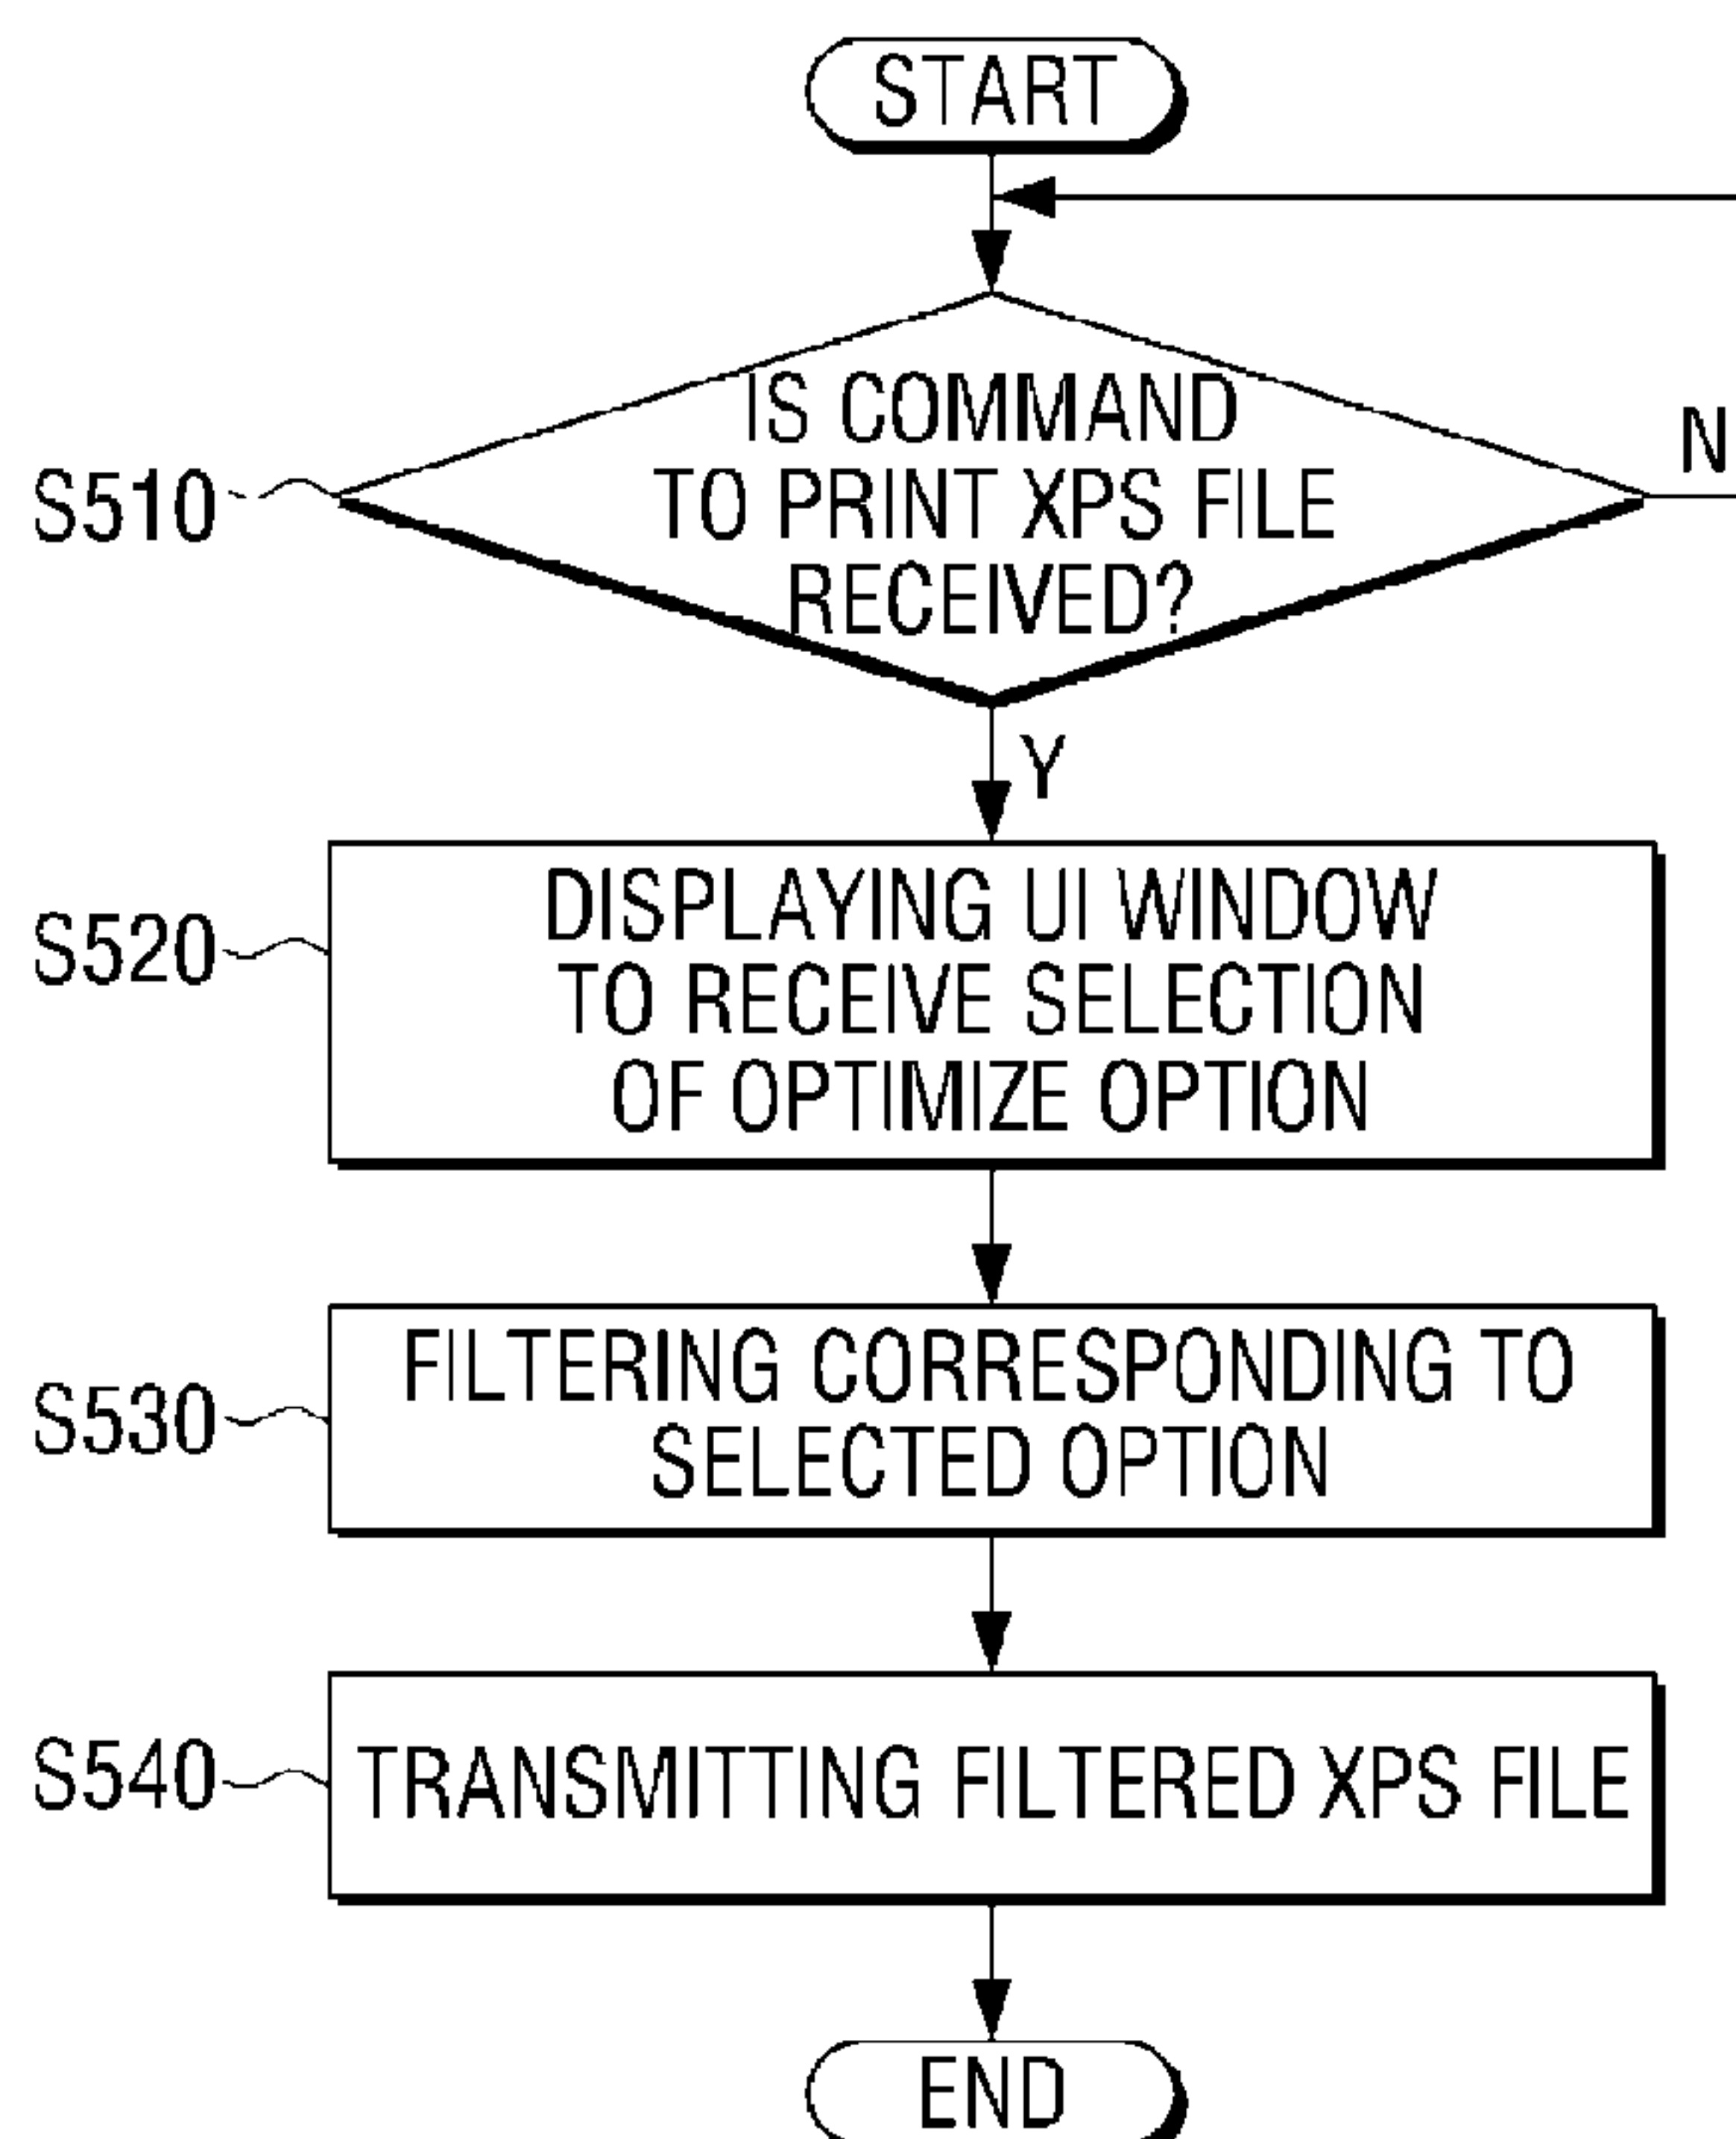 START
IS COMMAND
TO PRINT XPS FILE
RECEIVED?
N
S510
Y
S520
DISPLAYING UI WINDOW
TO RECEIVE SELECTION
OF OPTIMIZE OPTION
S530
FILTERING CORRESPONDING TO
SELECTED OPTION
S540
TRANSMITTING FILTERED XPS FILE
END